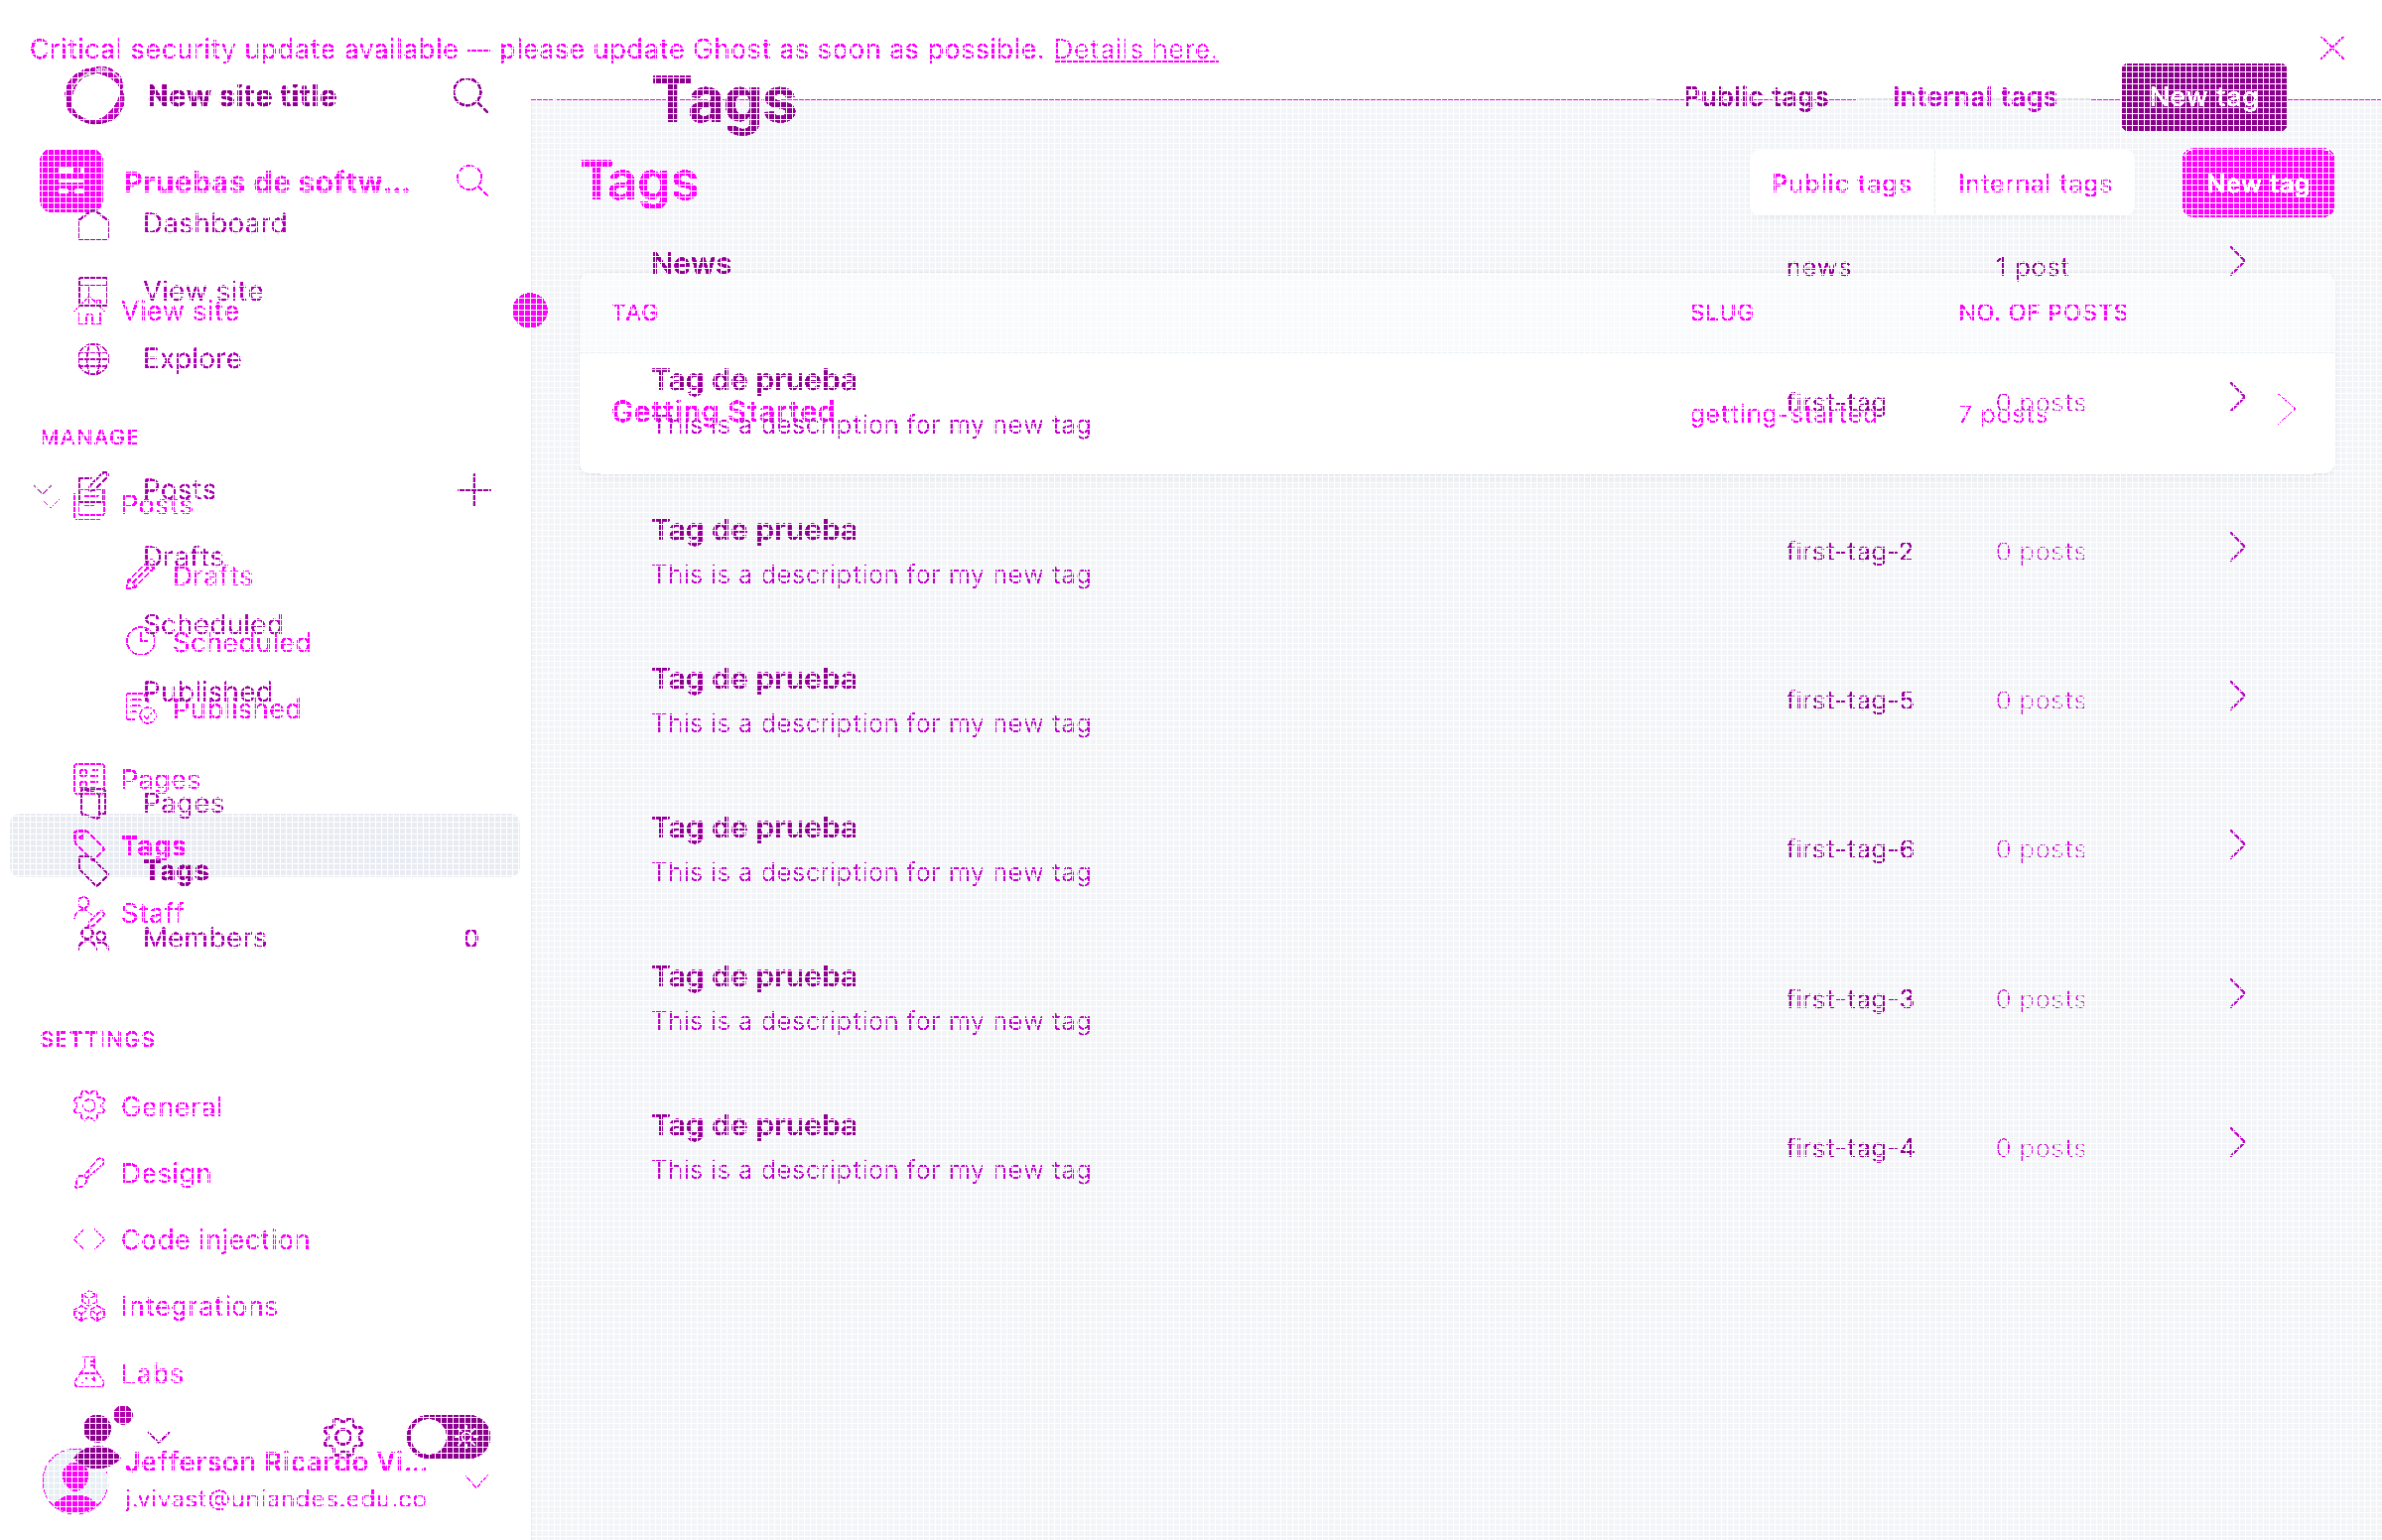 Critical security update available — please update Ghost as soon as possible. Details here.
New site title
Tags
Public tags
Internal tags
New tag
Pruebas de softw...
Tags
Public tags
Internal tags
New tag
Dashboard
News
news
1 post
View site
View site
TAG
SLUG
NO. OF POSTS
Explore
Tag de prueba
first-tag
0 posts
Getting Started
getting-started
7 posts
This is a description for my new tag
MANAGE
Posts
Posts
Tag de prueba
first-tag-2
0 posts
This is a description for my new tag
Drafts
Drafts
Scheduled
Scheduled
Tag de prueba
first-tag-5
0 posts
This is a description for my new tag
Published
Published
Pages
Pages
Tag de prueba
first-tag-6
0 posts
This is a description for my new tag
Tags
Tags
Staff
Members
0
Tag de prueba
first-tag-3
0 posts
This is a description for my new tag
SETTINGS
General
Tag de prueba
first-tag-4
0 posts
This is a description for my new tag
Design
Code injection
Integrations
Labs
Jefferson Ricardo Vi...
j.vivast@uniandes.edu.co